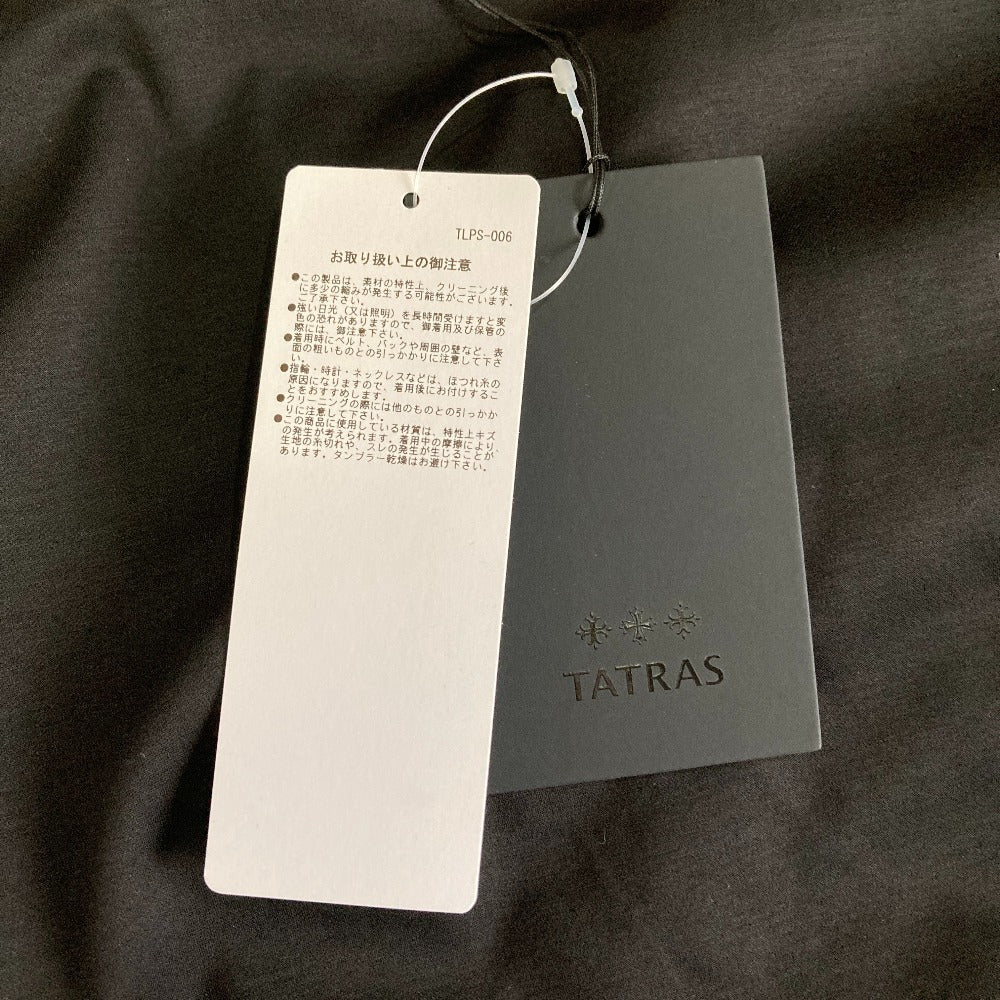 TLPS-006
お取り扱い上の御注意
●この製品は、素材の特性上、クリーニング後
に多少の縮みが発生する可能性がございます。
ご了承下さい。
●強い日光（又は照明）を長時間受けますと変
色の恐れがありますので、御着用及び保管の
際には、御注意下さい。
●着用時にベルト、バックや周囲の壁など、表
面の粗いものとの引っかかりに注意して下さ
い。
●指輪・時計・ネックレスなどは、ほつれ糸の
原因になりますので、着用後にお付けするこ
とをおすすめします。
●クリーニングの際には他のものとの引っかか
りに注意して下さい。
●この商品に使用している材質は、特性上キズ
の発生が考えられます。着用中の摩擦により、
生地の糸切れや、スレの発生が生じることが
あります。タンブラー乾燥はお避け下さい。
TATRAS